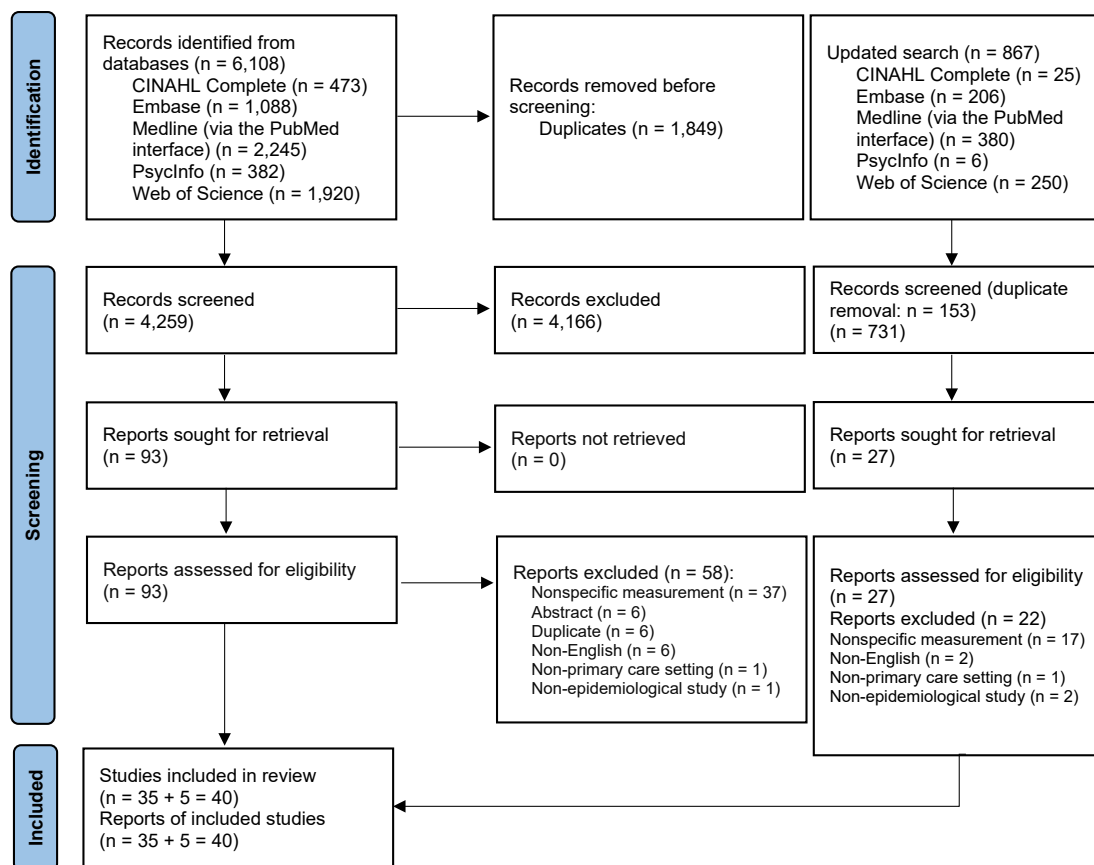 Identification
Records identified from
databases (n = 6,108)
CINAHL Complete (n = 473)
Embase (n = 1,088)
Medline (via the PubMed
interface) (n = 2,245)
PsycInfo (n = 382)
Web of Science (n = 1,920)
Records removed before
screening:
Duplicates (n = 1,849)
Updated search (n = 867)
CINAHL Complete (n = 25)
Embase (n = 206)
Medline (via the PubMed
interface) (n = 380)
PsycInfo (n = 6)
Web of Science (n = 250)
Screening
Records screened
(n = 4,259)
Records excluded
(n = 4,166)
Records screened (duplicate
removal: n = 153)
(n = 731)
Reports sought for retrieval
(n = 93)
Reports not retrieved
(n = 0)
Reports sought for retrieval
(n = 27)
Reports assessed for eligibility
(n = 93)
Reports excluded (n = 58):
Nonspecific measurement (n = 37)
Abstract (n = 6)
Duplicate (n = 6)
Non-English (n = 6)
Non-primary care setting (n = 1)
Non-epidemiological study (n = 1)
Reports assessed for eligibility
(n = 27)
Reports excluded (n = 22)
Nonspecific measurement (n = 17)
Non-English (n = 2)
Non-primary care setting (n = 1)
Non-epidemiological study (n = 2)
Included
Studies included in review
(n = 35 + 5 = 40)
Reports of included studies
(n = 35 + 5 = 40)